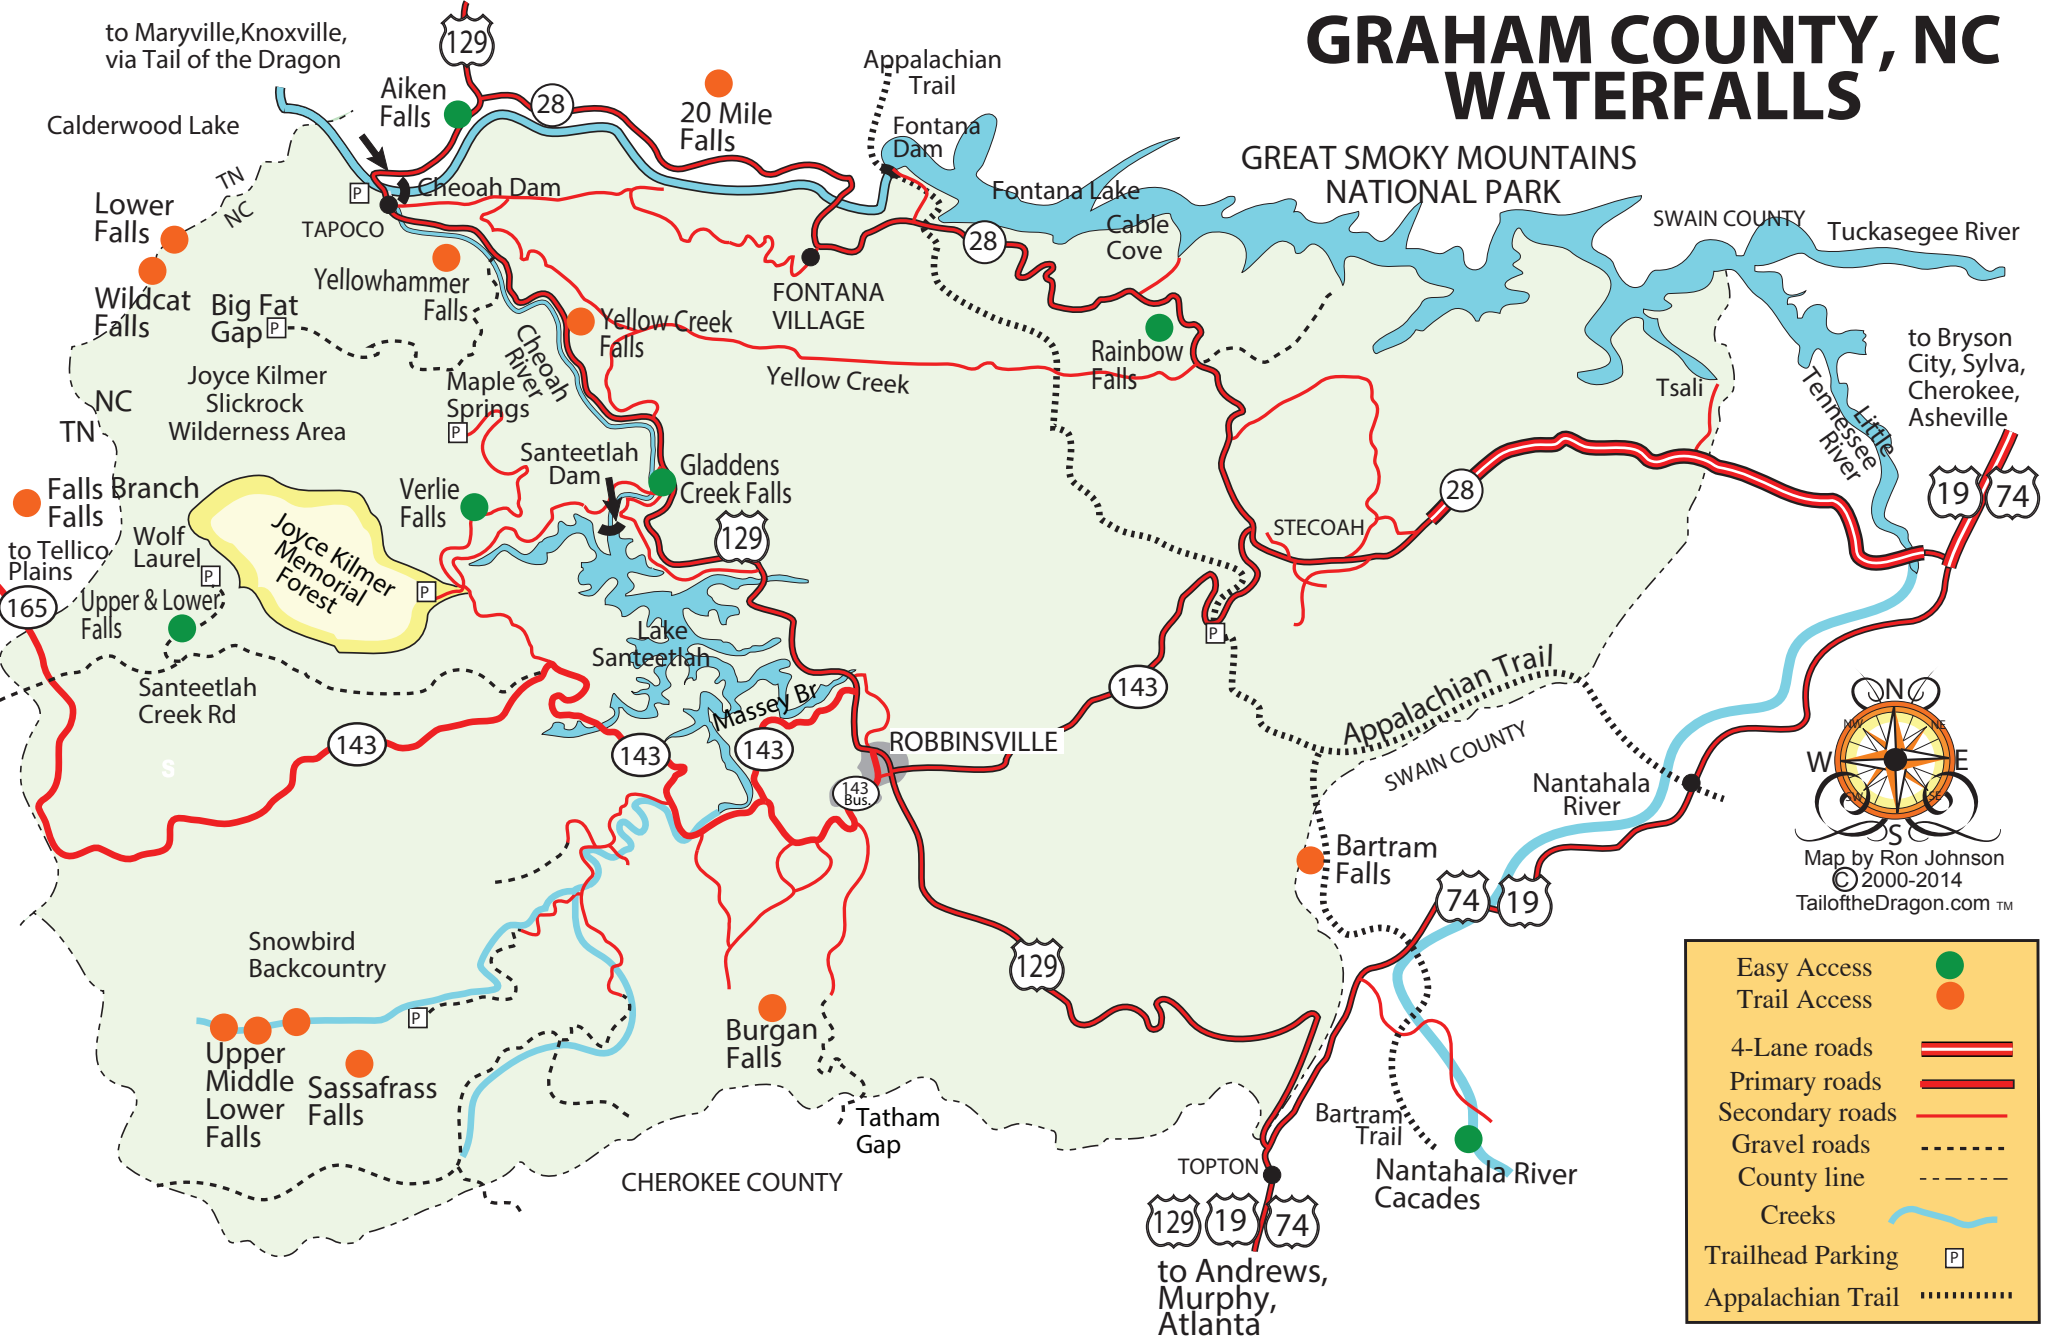 GRAHAM COUNTY, NC
WATERFALLS
to Maryville,Knoxville,
via Tail of the Dragon
129
Aiken
Falls
28
20 Mile
Falls
Appalachian
Trail
Fontana
Dam
Calderwood Lake
TN
NC
P
Cheoah Dam
TAPOCO
Fontana Lake
Cable
Cove
GREAT SMOKY MOUNTAINS
NATIONAL PARK
SWAIN COUNTY
Tuckasegee River
Lower
Falls
Wildcat
Falls
Yellowhammer
Falls
Big Fat
Gap
P
28
FONTANA
VILLAGE
Yellow Creek
Falls
Cheoah
River
Rainbow
Falls
Yellow Creek
Joyce Kilmer
Slickrock
Wilderness Area
Maple
Springs
P
NC
TN
Tsali
Little
Tennessee
River
to Bryson
City, Sylva,
Cherokee,
Asheville
19
74
Santeetlah
Dam
Gladdens
Creek Falls
Verlie
Falls
Falls Branch
Falls
to Tellico
Plains
165
Wolf
Laurel
P
Joyce Kilmer
Memorial
Forest
P
129
28
STECOAH
Upper & Lower
Falls
Lake
Santeetlah
P
Santeetlah
Creek Rd
Massey Br
143
143
143
143
143
Bus.
ROBBINSVILLE
Appalachian Trail
SWAIN COUNTY
Nantahala
River
S
N
NE
E
SE
S
SW
W
NW
Map by Ron Johnson
© 2000-2014
TailoftheDragon.com TM
Bartram
Falls
74
19
129
Snowbird
Backcountry
P
Upper
Middle
Lower
Falls
Sassafrass
Falls
Burgan
Falls
Tatham
Gap
CHEROKEE COUNTY
Bartram
Trail
Nantahala River
Cacades
TOPTON
129
19
74
to Andrews,
Murphy,
Atlanta
Easy Access
Trail Access
4-Lane roads
Primary roads
Secondary roads
Gravel roads
County line
Creeks
Trailhead Parking
P
Appalachian Trail